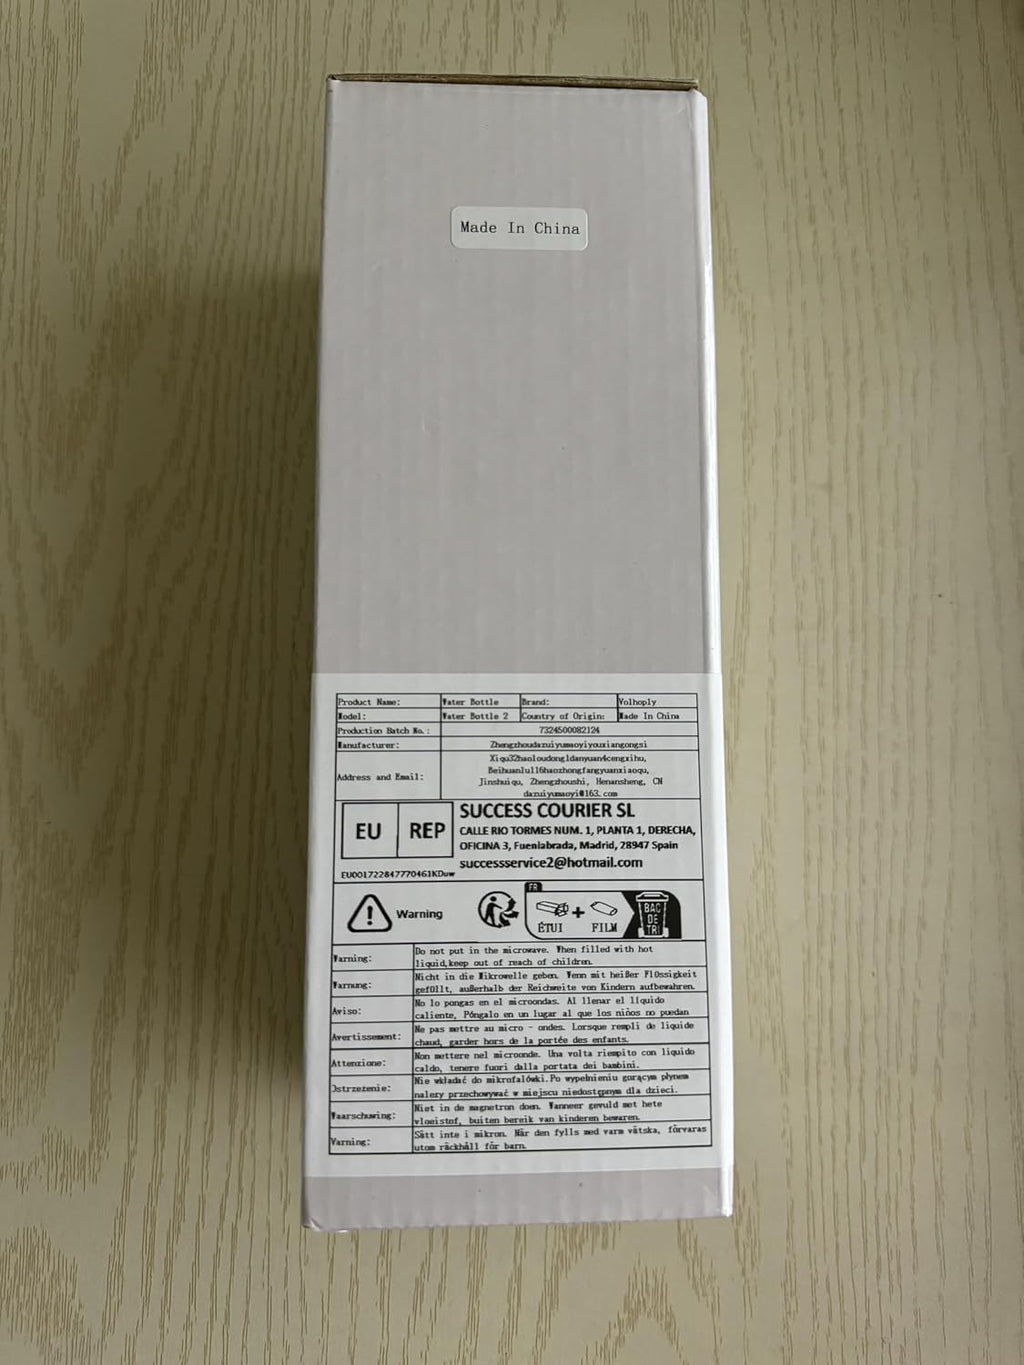 Made In China
Product Name: Water Bottle Brand: Volhoply
Model: Water Bottle 2 Country of Origin: Made In China
Production Batch No.: 7324500082124
Manufacturer: Zhengzhoudazuiyumaoyiyouxiangongsi
Address and Email: Xiqu32haoloudong1danyuan4cengxihu,
Beihuanlu116haozhongfangyuanxiaoqu,
Jinshuiqu, Zhengzhoushi, Henansheng, CN
dazuiyumaoyi@163.com
EU REP
SUCCESS COURIER SL
CALLE RIO TORMES NUM. 1, PLANTA 1, DERECHA,
OFICINA 3, Fuenlabrada, Madrid, 28947 Spain
successservice2@hotmail.com
EU001722847770461KDuw
Warning
FR
ÉTUI + FILM
BAC
DE
TRI
Warning: Do not put in the microwave. When filled with hot
liquid,keep out of reach of children.
Warnung: Nicht in die Mikrowelle geben. Wenn mit heißer Flüssigkeit
gefüllt, außerhalb der Reichweite von Kindern aufbewahren.
Aviso: No lo pongas en el microondas. Al llenar el líquido
caliente, Póngalo en un lugar al que los niños no puedan
Avertissement: Ne pas mettre au micro - ondes. Lorsque rempli de liquide
chaud, garder hors de la portée des enfants.
Attenzione: Non mettere nel microonde. Una volta riempito con liquido
caldo, tenere fuori dalla portata dei bambini.
Ostrzeżenie: Nie wkładać do mikrofalówki.Po wypełnieniu gorącym płynem
należy przechowywać w miejscu niedostępnym dla dzieci.
Waarschuwing: Niet in de magnetron doen. Wanneer gevuld met hete
vloeistof, buiten bereik van kinderen bewaren.
Varning: Sätt inte i mikron. När den fylls med varm vätska, förvaras
utom räckhåll för barn.